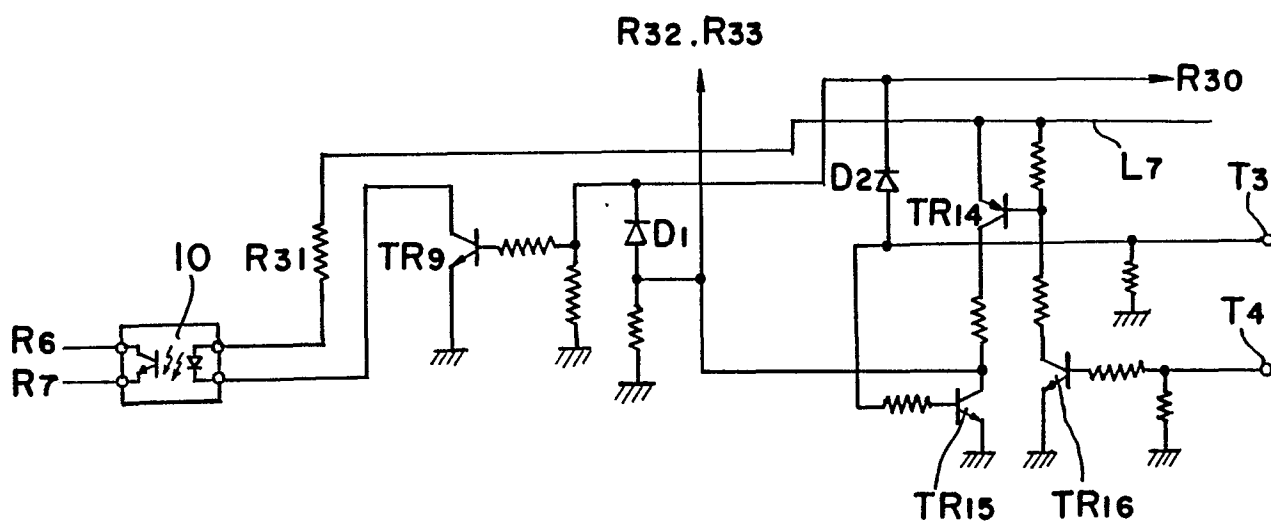 R32, R33
R30
L7
T3
D2
TR14
D1
TR9
R31
10
T4
R6
R7
TR15
TR16